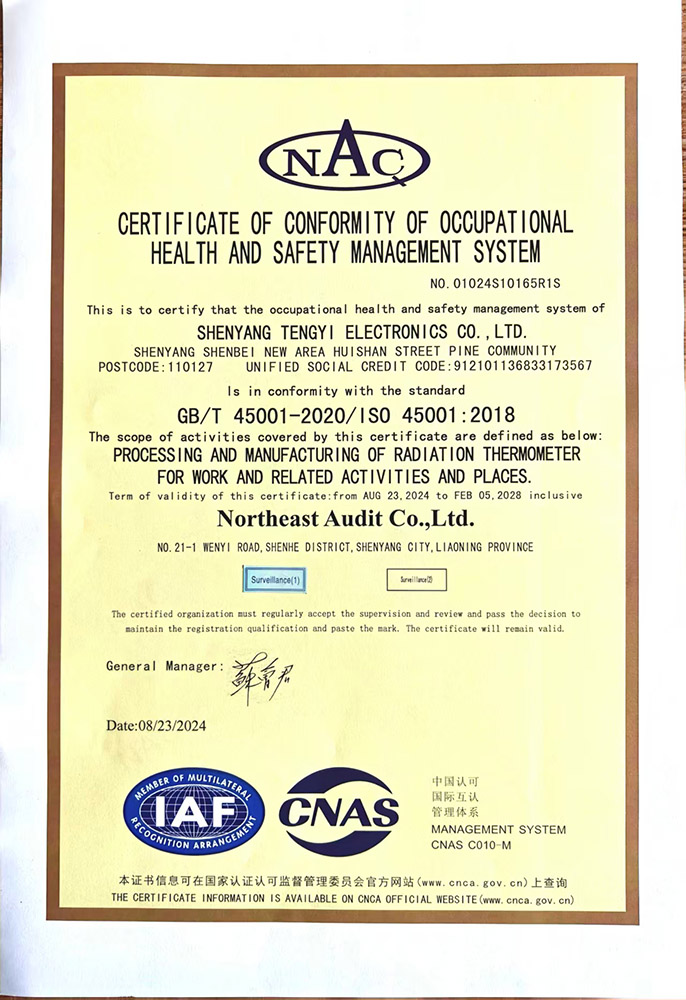 NAC
CERTIFICATE OF CONFORMITY OF OCCUPATIONAL
HEALTH AND SAFETY MANAGEMENT SYSTEM
NO. 01024S10165R1S
This is to certify that the occupational health and safety management system of
SHENYANG TENGYI ELECTRONICS CO.,LTD.
SHENYANG SHENBEI NEW AREA HUISHAN STREET PINE COMMUNITY
POSTCODE:110127 UNIFIED SOCIAL CREDIT CODE:912101136833173567
Is in conformity with the standard
GB/T 45001-2020/ISO 45001:2018
The scope of activities covered by this certificate are defined as below:
PROCESSING AND MANUFACTURING OF RADIATION THERMOMETER
FOR WORK AND RELATED ACTIVITIES AND PLACES.
Term of validity of this certificate:from AUG 23,2024 to FEB 05,2028 inclusive
Northeast Audit Co.,Ltd.
NO. 21-1 WENYI ROAD, SHENHE DISTRICT, SHENYANG CITY, LIAONING PROVINCE
Surveillance(1) Surveillance(2)
The certified organization must regularly accept the supervision and review and pass the decision to
maintain the registration qualification and paste the mark. The certificate will remain valid.
General Manager:
Date:08/23/2024
MEMBER OF MULTILATERAL
IAF
RECOGNITION ARRANGEMENT
CNAS
中国认可
国际互认
管理体系
MANAGEMENT SYSTEM
CNAS C010-M
本证书信息可在国家认证认可监督管理委员会官方网站(www.cnca.gov.cn)上查询
THE CERTIFICATE INFORMATION IS AVAILABLE ON CNCA OFFICIAL WEBSITE(www.cnca.gov.cn)